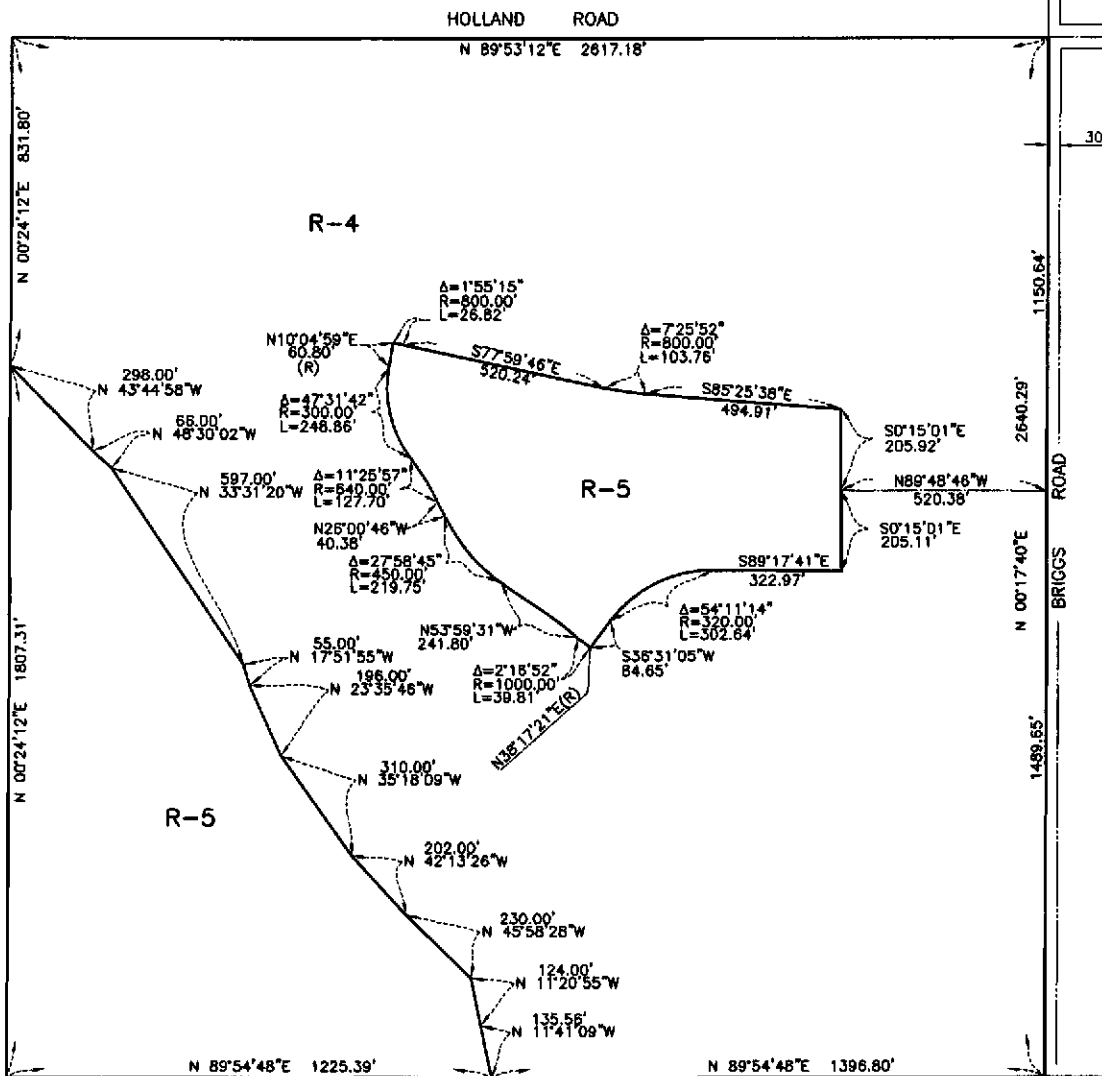 HOLLAND ROAD
N 89°53'12"E 2617.18'
N 00°24'12"E 831.80'
30
R-4
1150.64'
Δ=1°55'15"
R=800.00'
L=26.82'
N10°04'59"E
60.80'
(R)
S77°59'46"E
520.24'
Δ=7°25'52"
R=800.00'
L=103.76'
S85°25'38"E
494.91'
298.00'
N 43°44'58"W
66.00'
N 48°30'02"W
597.00'
N 33°31'20"W
Δ=47°31'42"
R=300.00'
L=248.86'
2640.29'
S0°15'01"E
205.92'
Δ=11°25'57"
R=640.00'
L=127.70'
R-5
N89°48'46"W
520.38'
BRIGGS ROAD
N26°00'46"W
40.38'
S0°15'01"E
205.11'
Δ=27°58'45"
R=450.00'
L=219.75'
S89°17'41"E
322.97'
N 00°17'40"E
N53°59'31"W
241.80'
Δ=54°11'14"
R=320.00'
L=302.64'
55.00'
N 17°51'55"W
S36°31'05"W
84.65'
Δ=2°16'52"
R=1000.00'
L=39.81'
196.00'
N 23°35'46"W
N38°17'21"E(R)
N 00°24'12"E 1807.31'
1489.65'
310.00'
N 35°18'09"W
R-5
202.00'
N 42°13'26"W
230.00'
N 45°58'28"W
124.00'
N 11°20'55"W
135.56'
N 11°41'09"W
N 89°54'48"E 1225.39'
N 89°54'48"E 1396.80'